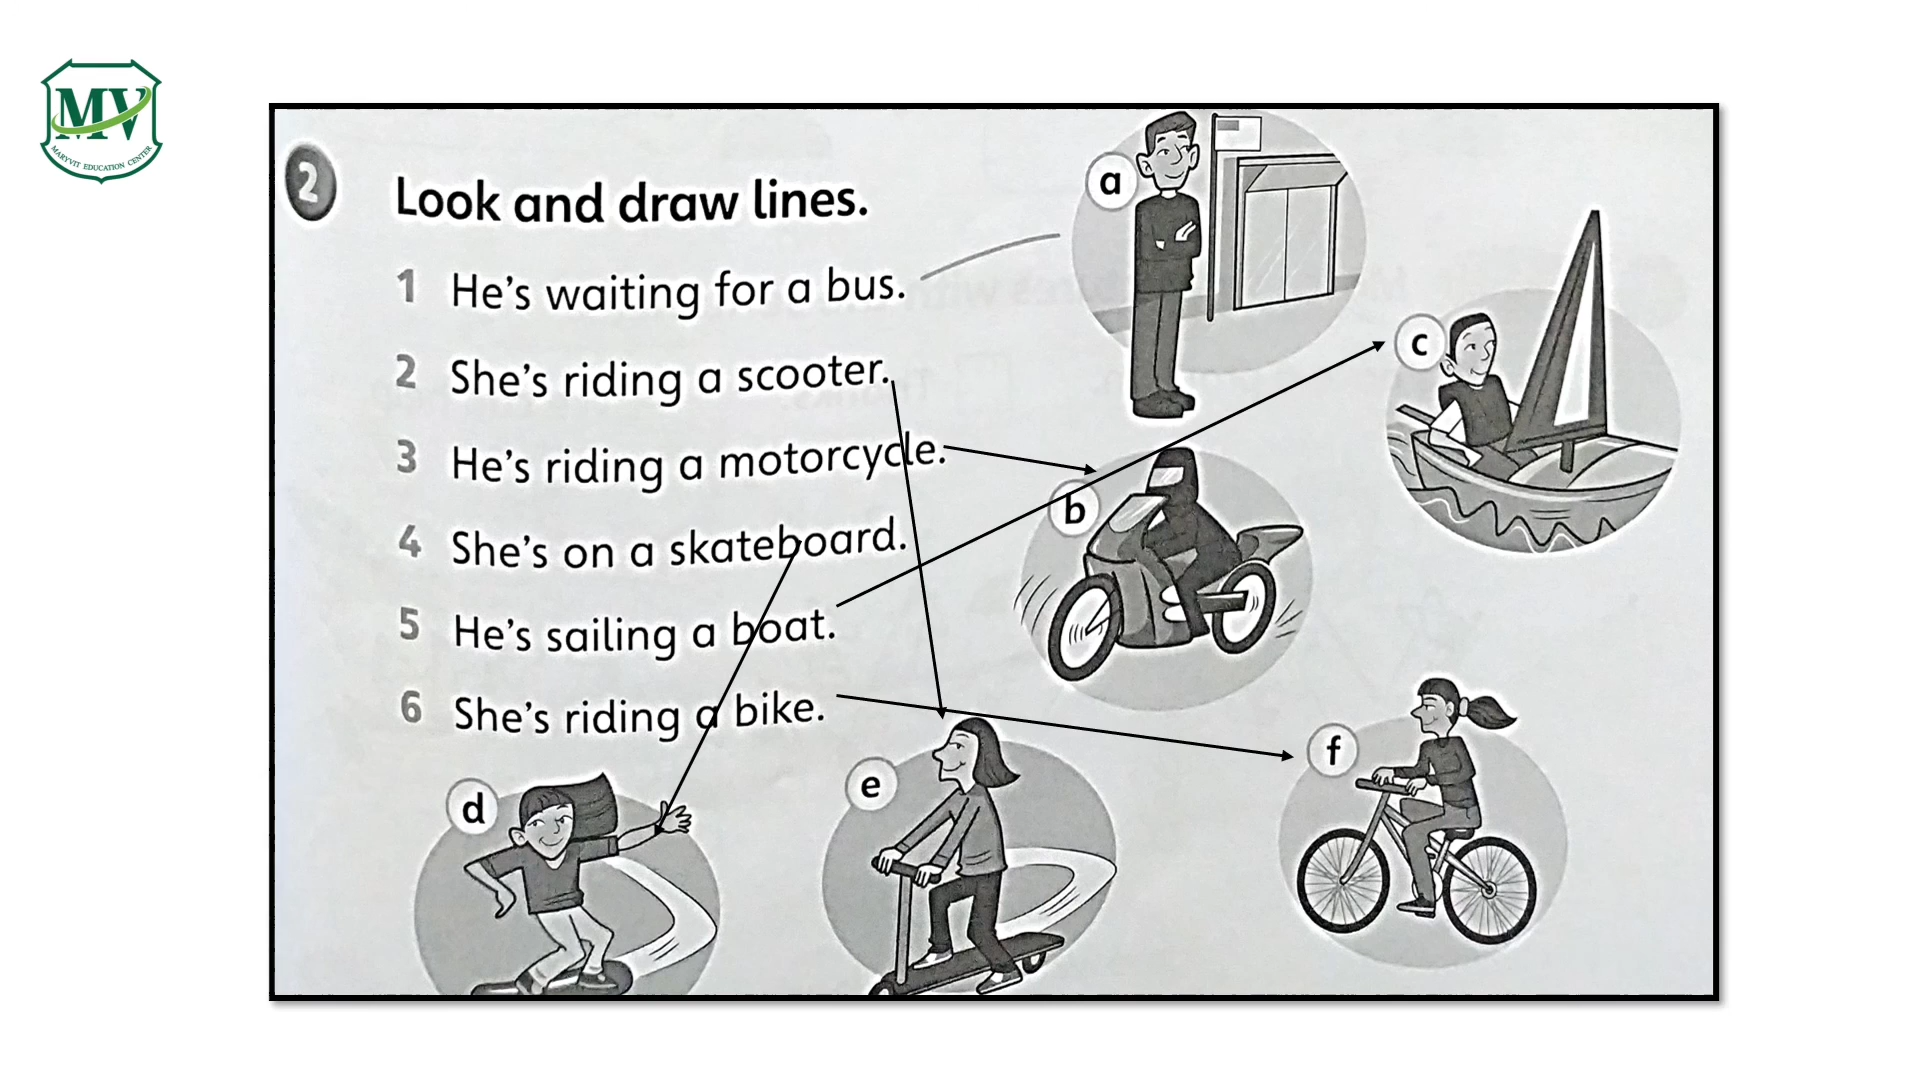 MV
MARYVIT EDUCATION CENTER
2 Look and draw lines.
1 He's waiting for a bus.
2 She's riding a scooter.
3 He's riding a motorcycle.
4 She's on a skateboard.
5 He's sailing a boat.
6 She's riding a bike.
a
b
c
d
e
f